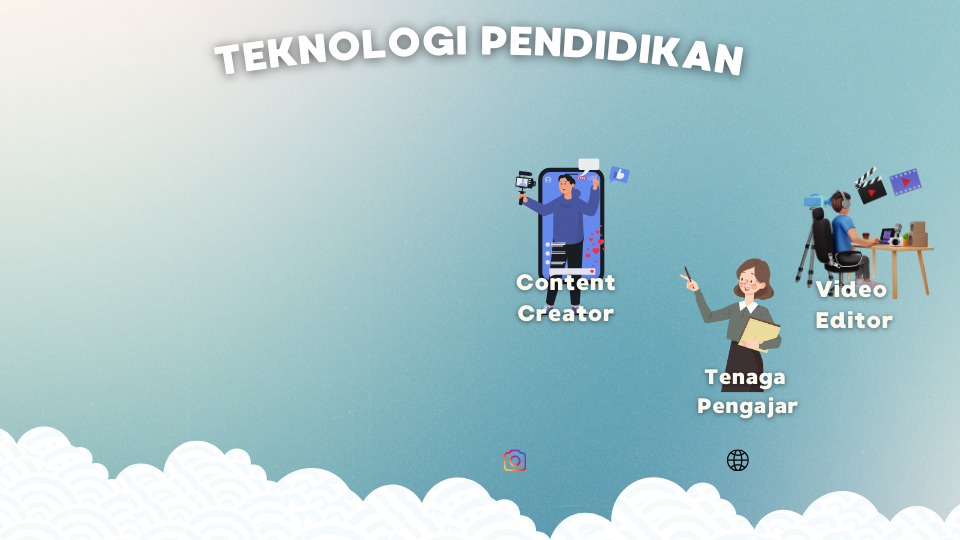 TEKNOLOGI PENDIDIKAN
Content
Creator
Tenaga
Pengajar
Video
Editor